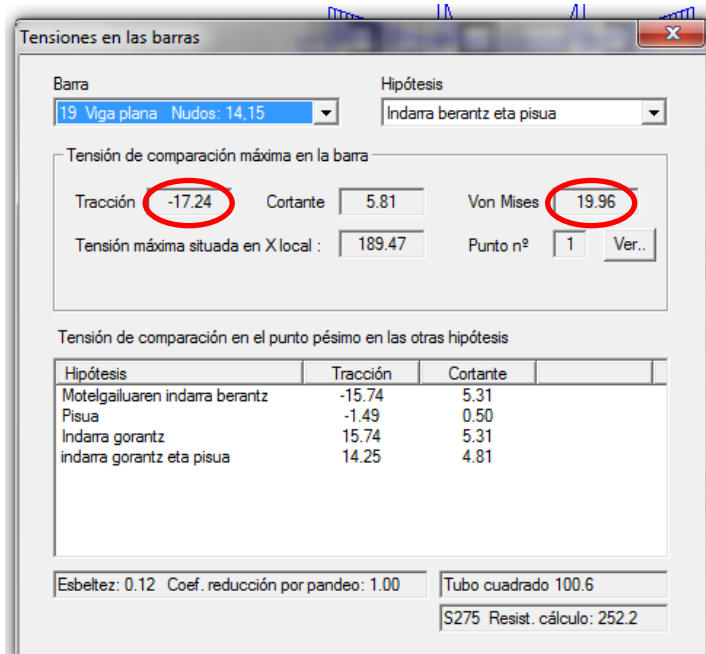 Tensiones en las barras
Barra Hipótesis
19 Viga plana Nudos: 14,15 Indarra berantz eta pisua
Tensión de comparación máxima en la barra
Tracción -17.24 Cortante 5.81 Von Mises 19.96
Tensión máxima situada en X local : 189.47 Punto nº 1 Ver..
Tensión de comparación en el punto pésimo en las otras hipótesis
Hipótesis Tracción Cortante
Motelgailuaren indarra berantz -15.74 5.31
Pisua -1.49 0.50
Indarra gorantz 15.74 5.31
indarra gorantz eta pisua 14.25 4.81
Esbeltez: 0.12 Coef. reducción por pandeo: 1.00 Tubo cuadrado 100.6
S275 Resist. cálculo: 252.2